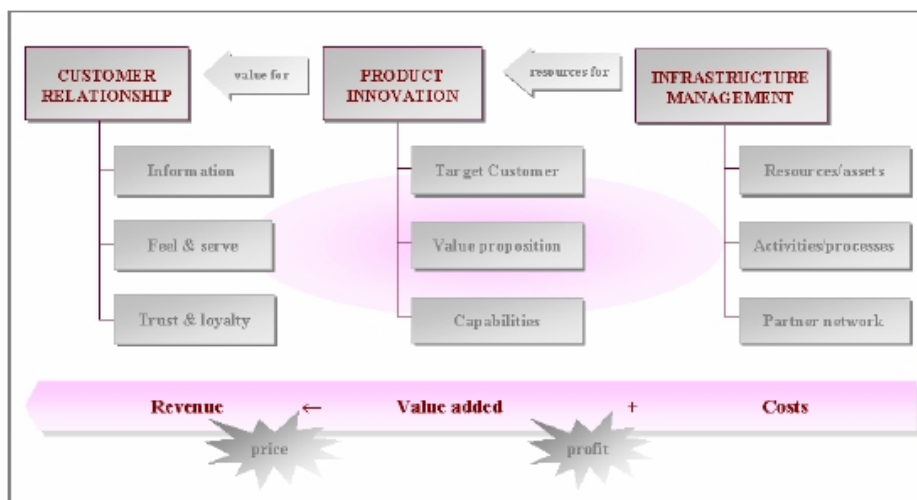 CUSTOMER
RELATIONSHIP
value for
PRODUCT
INNOVATION
resources for
INFRASTRUCTURE
MANAGEMENT
Information
Feel & serve
Trust & loyalty
Target Customer
Value proposition
Capabilities
Resources/assets
Activities/processes
Partner network
Revenue ← Value added + Costs
price
profit